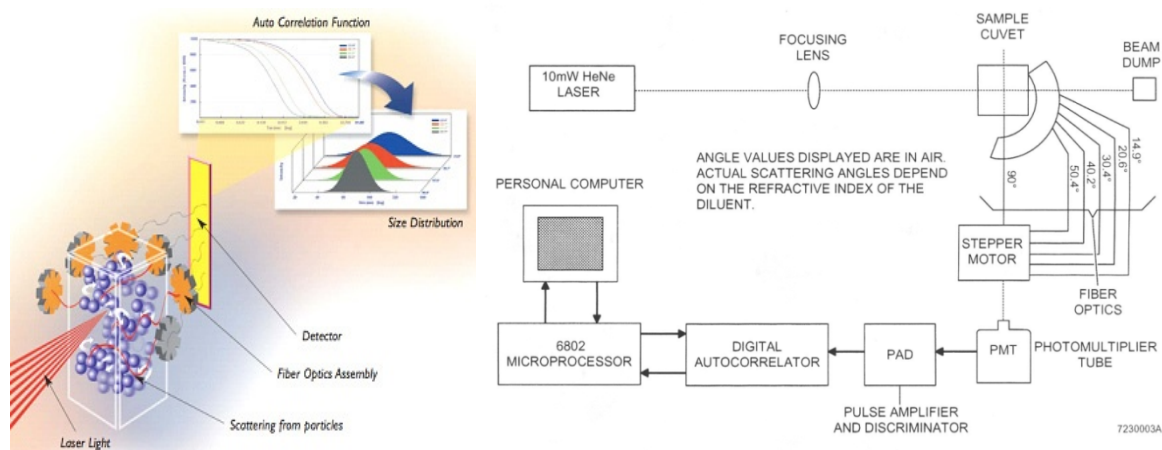 Auto Correlation Function
Size Distribution
Detector
Fiber Optics Assembly
Scattering from particles
Laser Light
10mW HeNe
LASER
FOCUSING
LENS
SAMPLE
CUVET
BEAM
DUMP
14.9°
20.6°
30.4°
40.2°
50.4°
90°
ANGLE VALUES DISPLAYED ARE IN AIR.
ACTUAL SCATTERING ANGLES DEPEND
ON THE REFRACTIVE INDEX OF THE
DILUENT.
PERSONAL COMPUTER
STEPPER
MOTOR
FIBER
OPTICS
6802
MICROPROCESSOR
DIGITAL
AUTOCORRELATOR
PAD
PMT
PHOTOMULTIPLIER
TUBE
PULSE AMPLIFIER
AND DISCRIMINATOR
7230003A